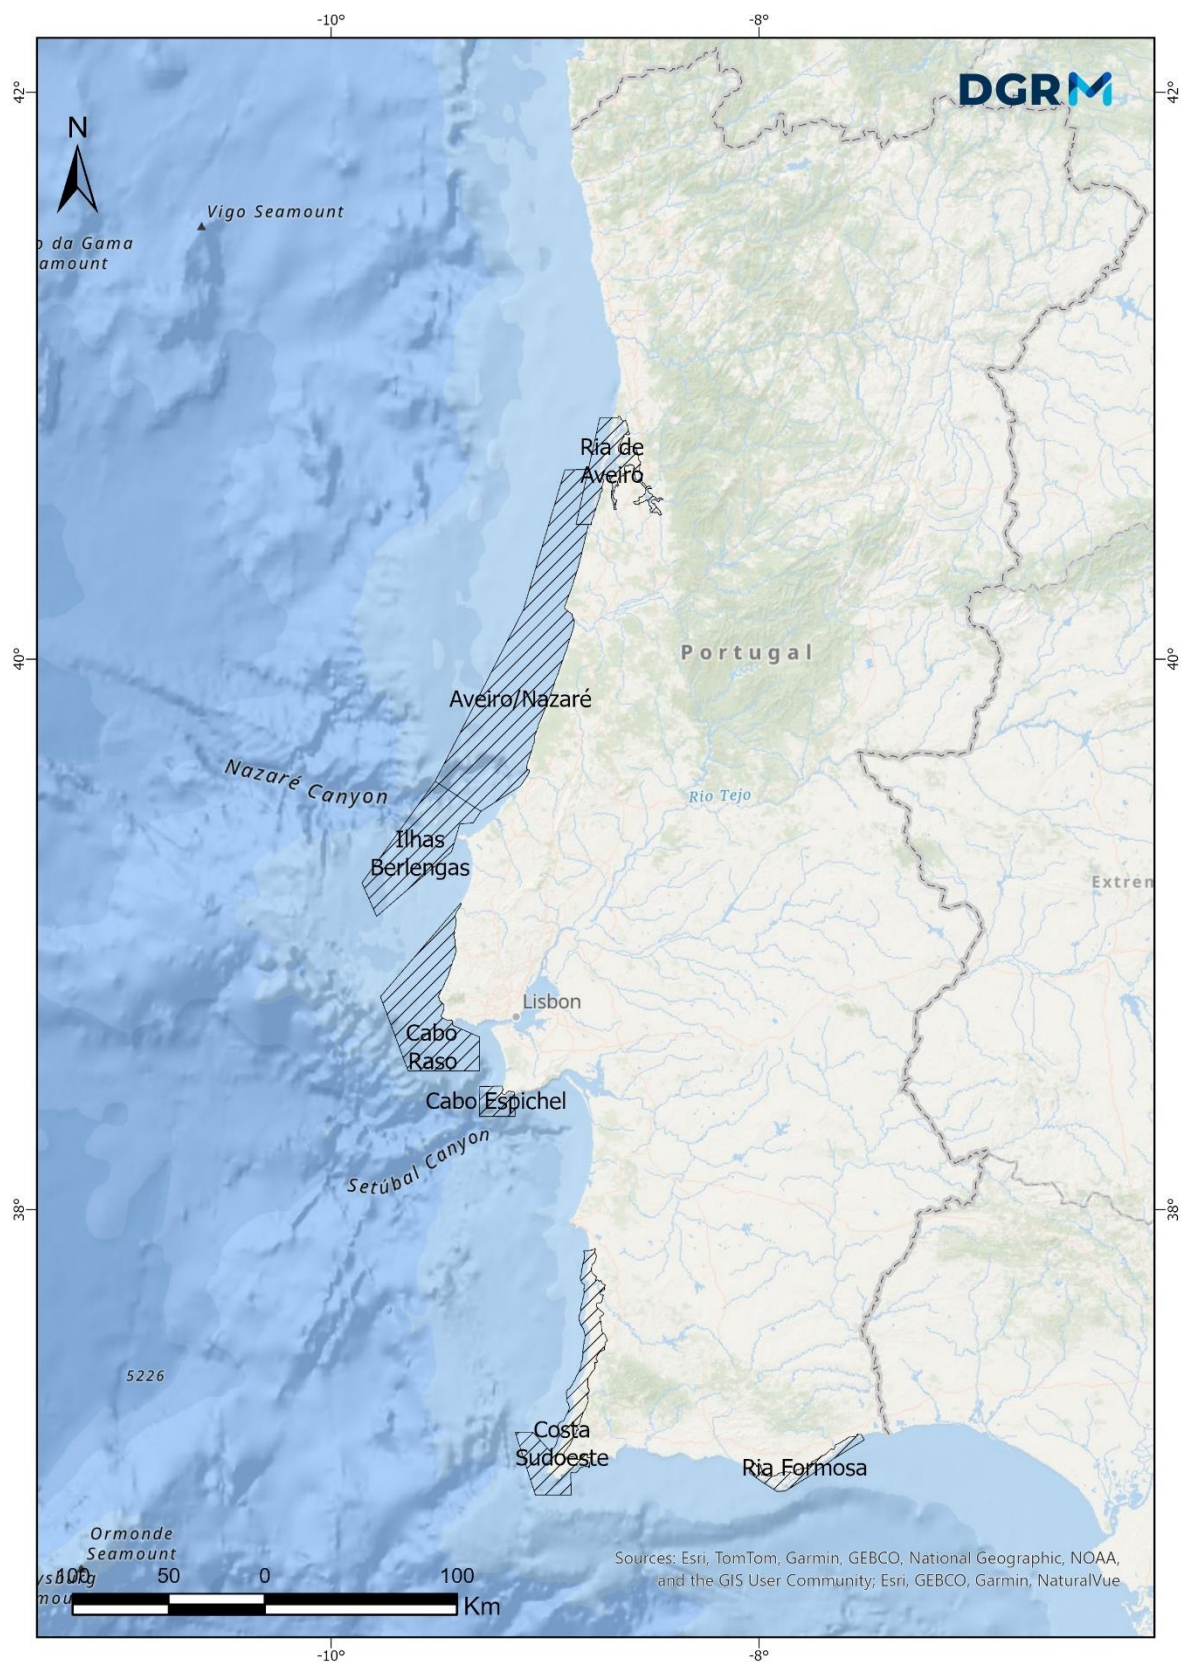 -10°
-8°
42°
42°
DGRM
N
Vigo Seamount
o da Gama
amount
Ria de
Aveiro
40°
40°
Portugal
Aveiro/Nazaré
Nazaré Canyon
Rio Tejo
Ilhas
Berlengas
Extrem
Lisbon
Cabo
Raso
Cabo Espichel
Setúbal Canyon
38°
38°
5226
Costa
Sudoeste
Ria Formosa
Ormonde
Seamount
Sources: Esri, TomTom, Garmin, GEBCO, National Geographic, NOAA,
and the GIS User Community; Esri, GEBCO, Garmin, NaturalVue
100 50 0 100
Km
-10°
-8°